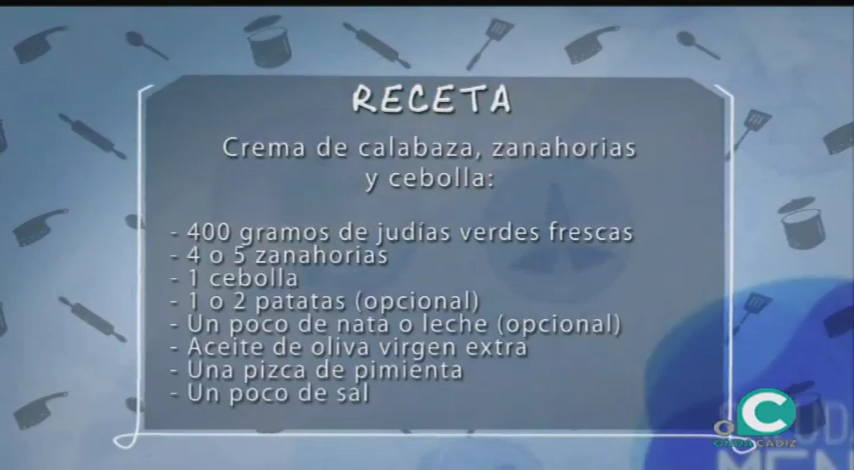 RECETA
Crema de calabaza, zanahorias
y cebolla:
- 400 gramos de judías verdes frescas
- 4 o 5 zanahorias
- 1 cebolla
- 1 o 2 patatas (opcional)
- Un poco de nata o leche (opcional)
- Aceite de oliva virgen extra
- Una pizca de pimienta
- Un poco de sal
C
ONDA CÁDIZ